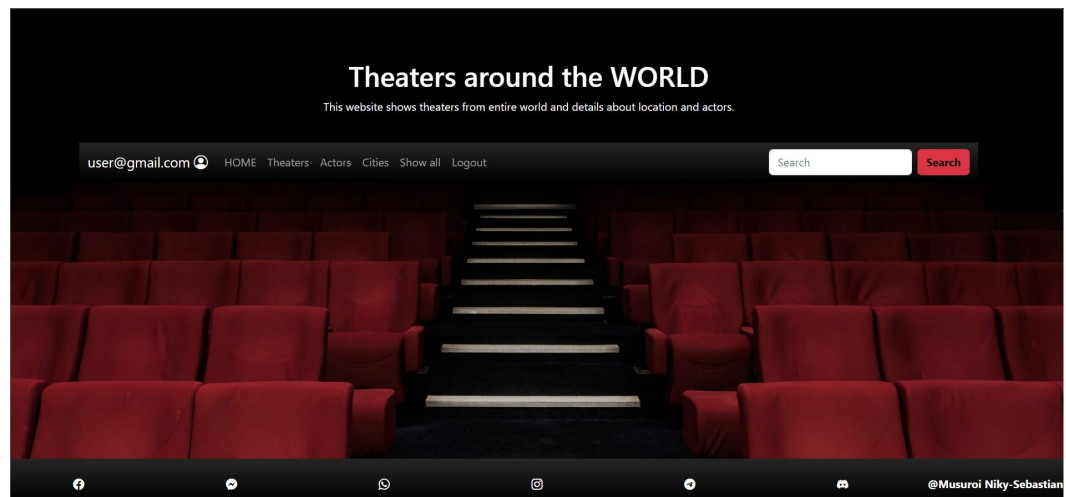 Theaters around the WORLD
This website shows theaters from entire world and details about location and actors.
user@gmail.com HOME Theaters Actors Cities Show all Logout Search Search
@Musuroi Niky-Sebastian